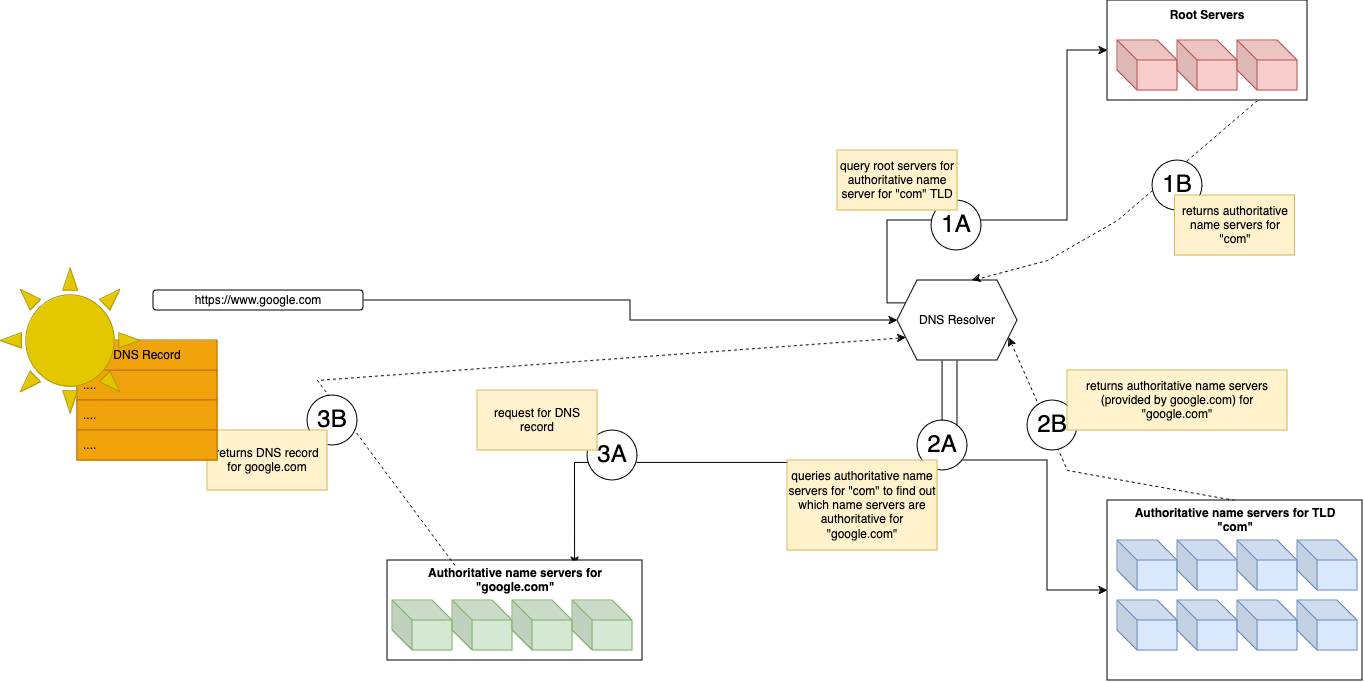 Root Servers
query root servers for
authoritative name
server for "com" TLD
1A
1B
returns authoritative
name servers for
"com"
https://www.google.com
DNS Resolver
DNS Record
....
....
....
3B
returns DNS record
for google.com
request for DNS
record
3A
2A
queries authoritative name
servers for "com" to find out
which name servers are
authoritative for
"google.com"
2B
returns authoritative name servers
(provided by google.com) for
"google.com"
Authoritative name servers for
"google.com"
Authoritative name servers for TLD
"com"